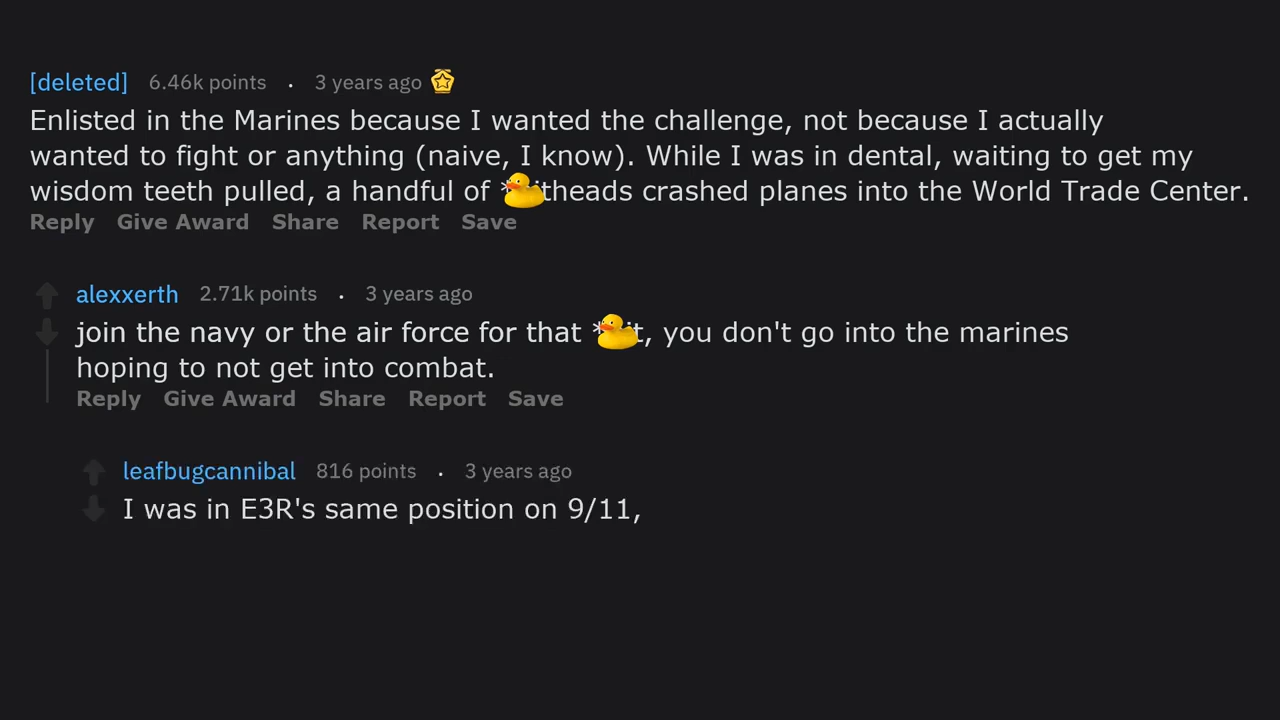 [deleted] 6.46k points . 3 years ago
Enlisted in the Marines because I wanted the challenge, not because I actually
wanted to fight or anything (naive, I know). While I was in dental, waiting to get my
wisdom teeth pulled, a handful of theads crashed planes into the World Trade Center.
Reply Give Award Share Report Save
alexxerth 2.71k points . 3 years ago
join the navy or the air force for that you don't go into the marines
hoping to not get into combat.
Reply Give Award Share Report Save
leafbugcannibal 816 points . 3 years ago
I was in E3R's same position on 9/11,